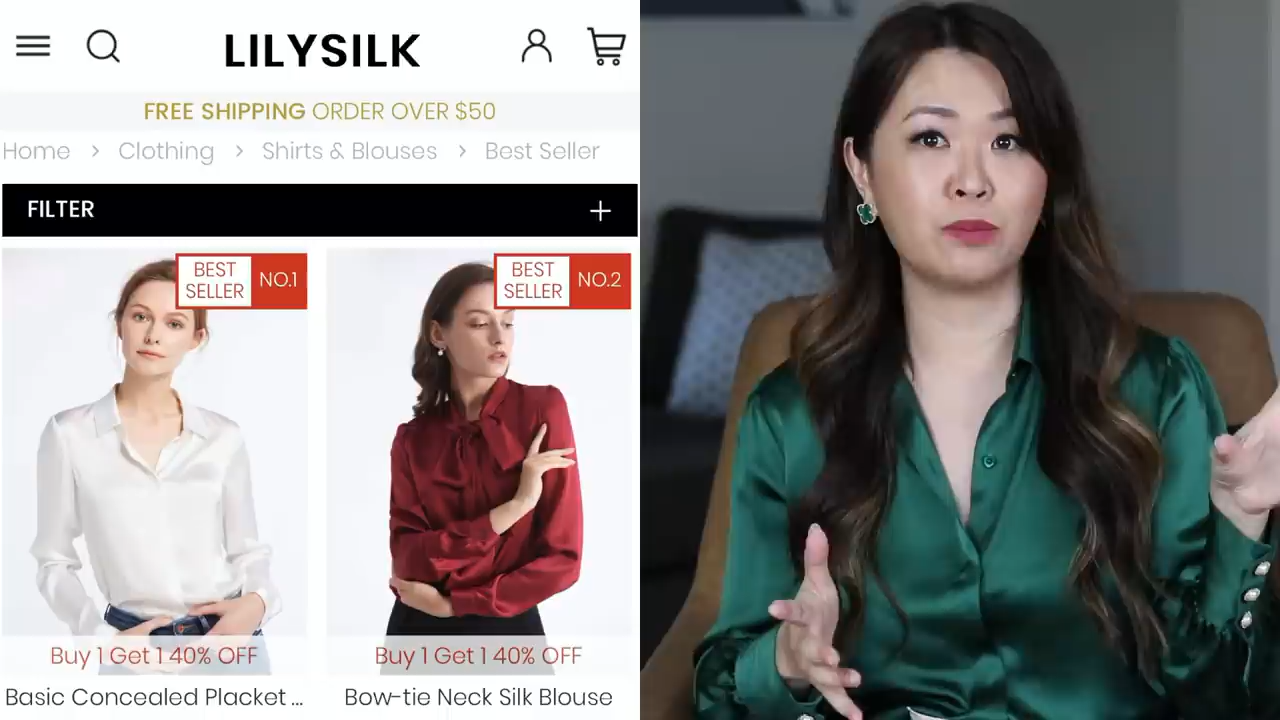 LILYSILK
FREE SHIPPING ORDER OVER $50
Home > Clothing > Shirts & Blouses > Best Seller
FILTER +
BEST
SELLER
NO.1
BEST
SELLER
NO.2
Buy 1 Get 1 40% OFF
Buy 1 Get 1 40% OFF
Basic Concealed Placket ...
Bow-tie Neck Silk Blouse